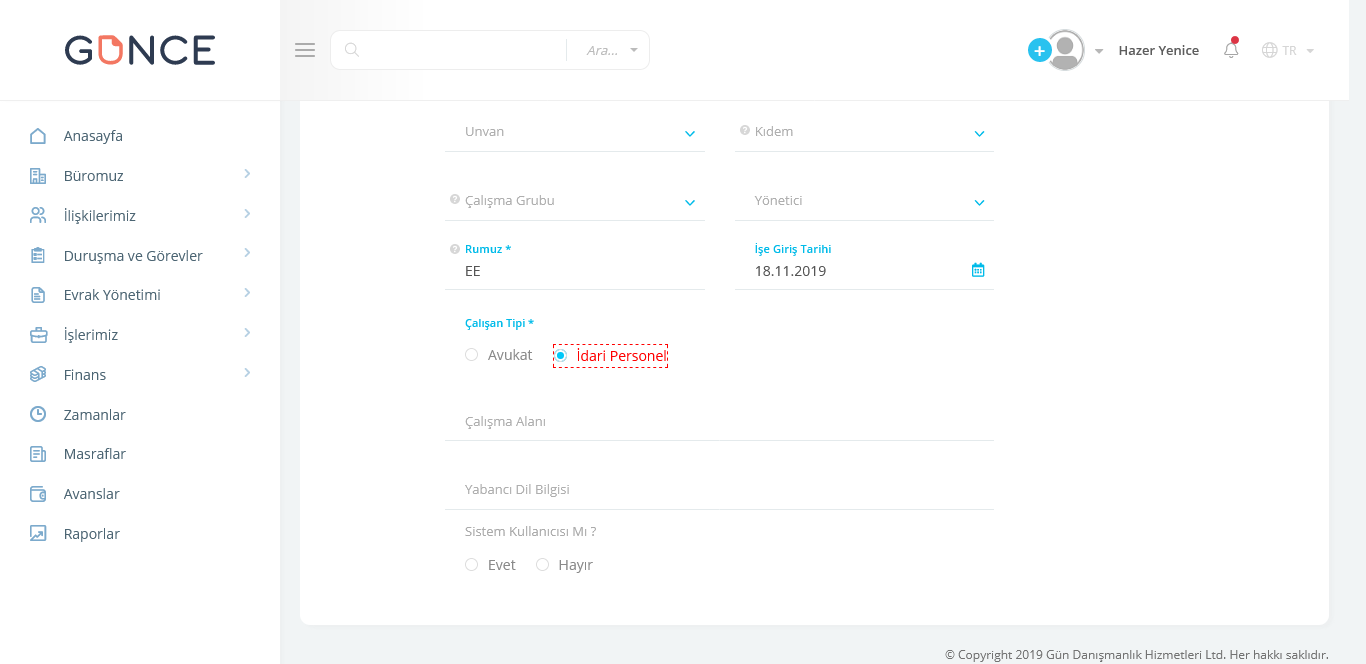 GÜNCE
Ara...
+
Hazer Yenice
TR
Anasayfa
Büromuz
İlişkilerimiz
Duruşma ve Görevler
Evrak Yönetimi
İşlerimiz
Finans
Zamanlar
Masraflar
Avanslar
Raporlar
Unvan
? Kıdem
? Çalışma Grubu
Yönetici
? Rumuz *
İşe Giriş Tarihi
EE
18.11.2019
Çalışan Tipi *
Avukat İdari Personel
Çalışma Alanı
Yabancı Dil Bilgisi
Sistem Kullanıcısı Mı ?
Evet Hayır
© Copyright 2019 Gün Danışmanlık Hizmetleri Ltd. Her hakkı saklıdır.